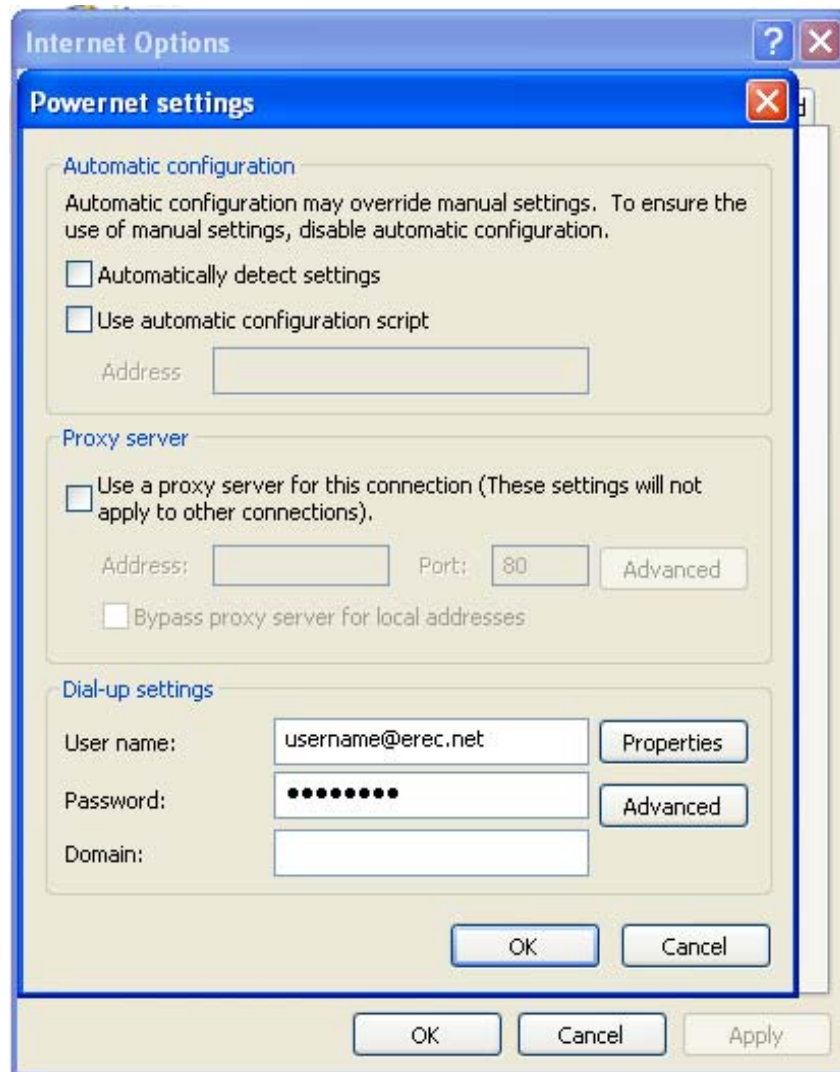 Internet Options
Powernet settings
Automatic configuration
Automatic configuration may override manual settings.  To ensure the
use of manual settings, disable automatic configuration.
Automatically detect settings
Use automatic configuration script
Address
Proxy server
Use a proxy server for this connection (These settings will not
apply to other connections).
Address: Port: 80 Advanced
Bypass proxy server for local addresses
Dial-up settings
User name: username@erec.net Properties
Password: ●●●●●●●● Advanced
Domain:
OK Cancel
OK Cancel Apply